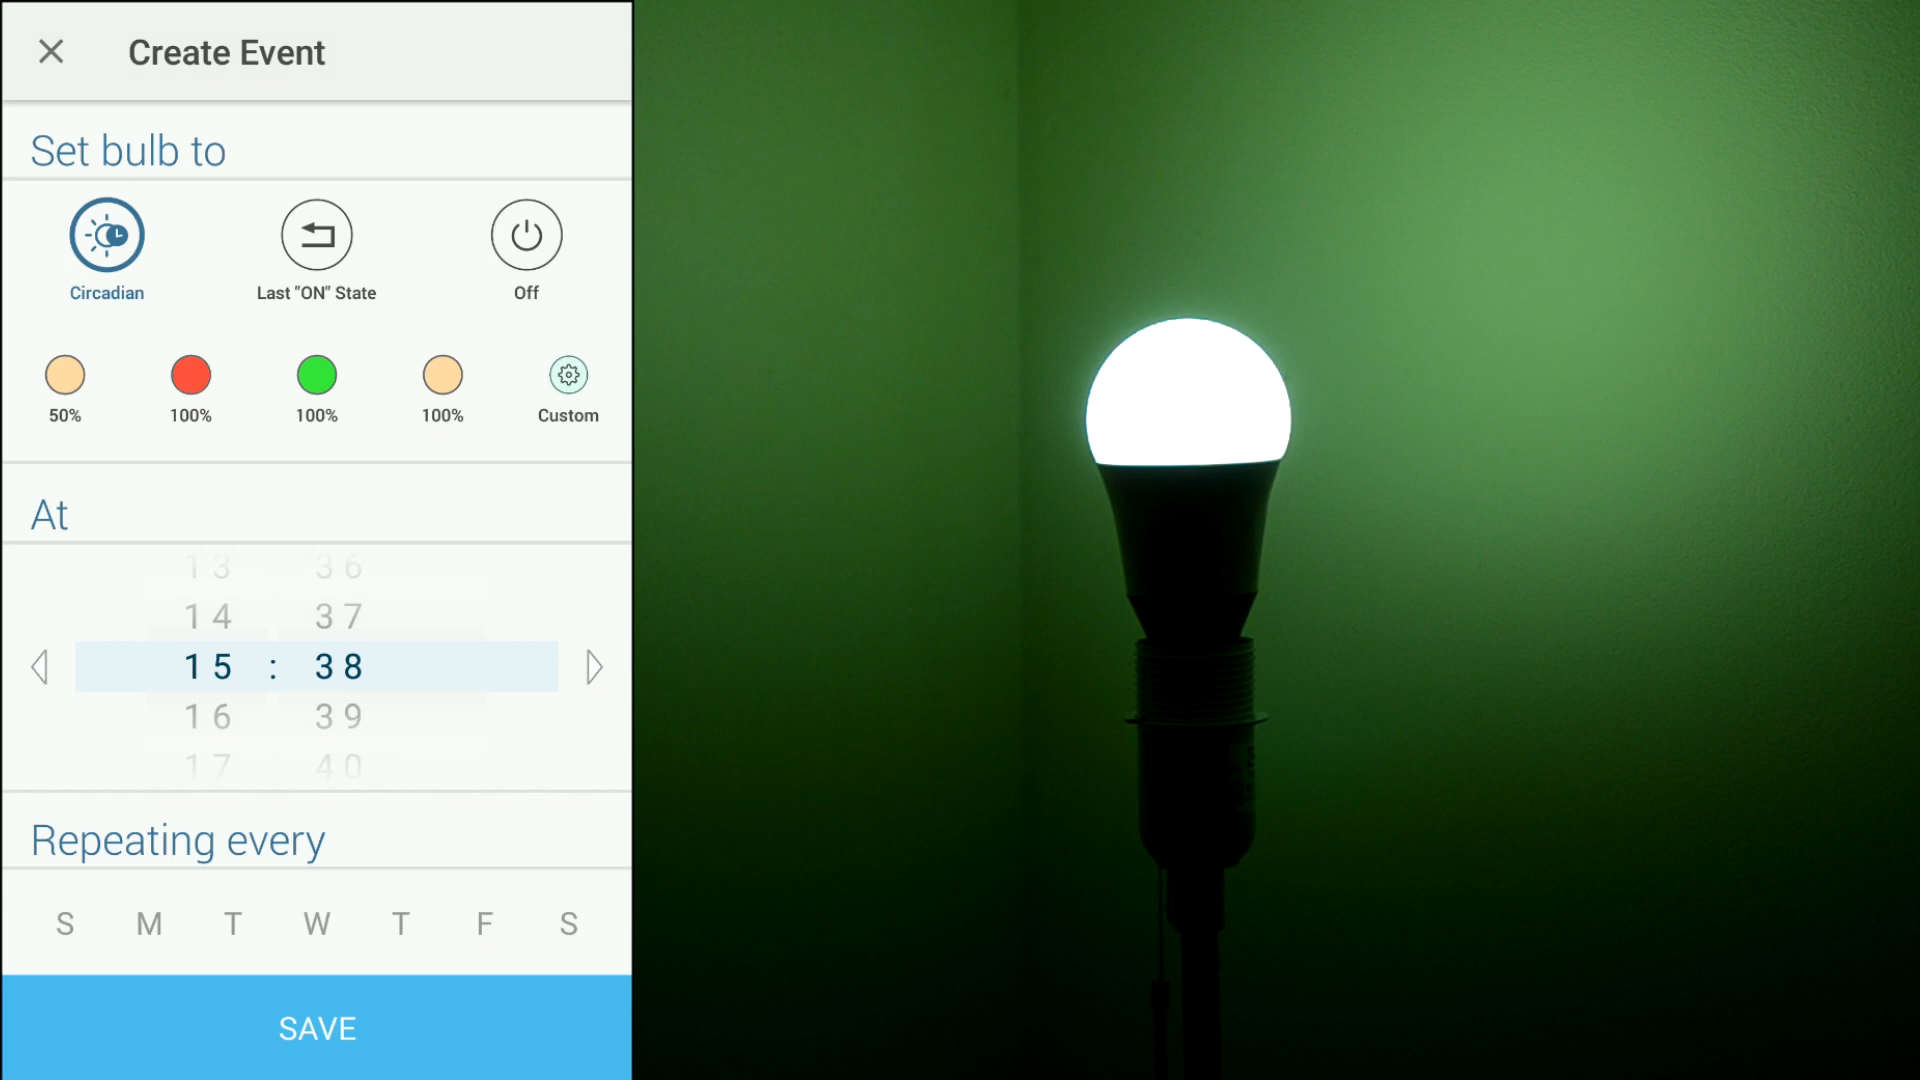 Create Event
Set bulb to
Circadian
Last "ON" State
Off
50%
100%
100%
100%
Custom
At
13 36
14 37
15 : 38
16 39
17 40
Repeating every
S M T W T F S
SAVE